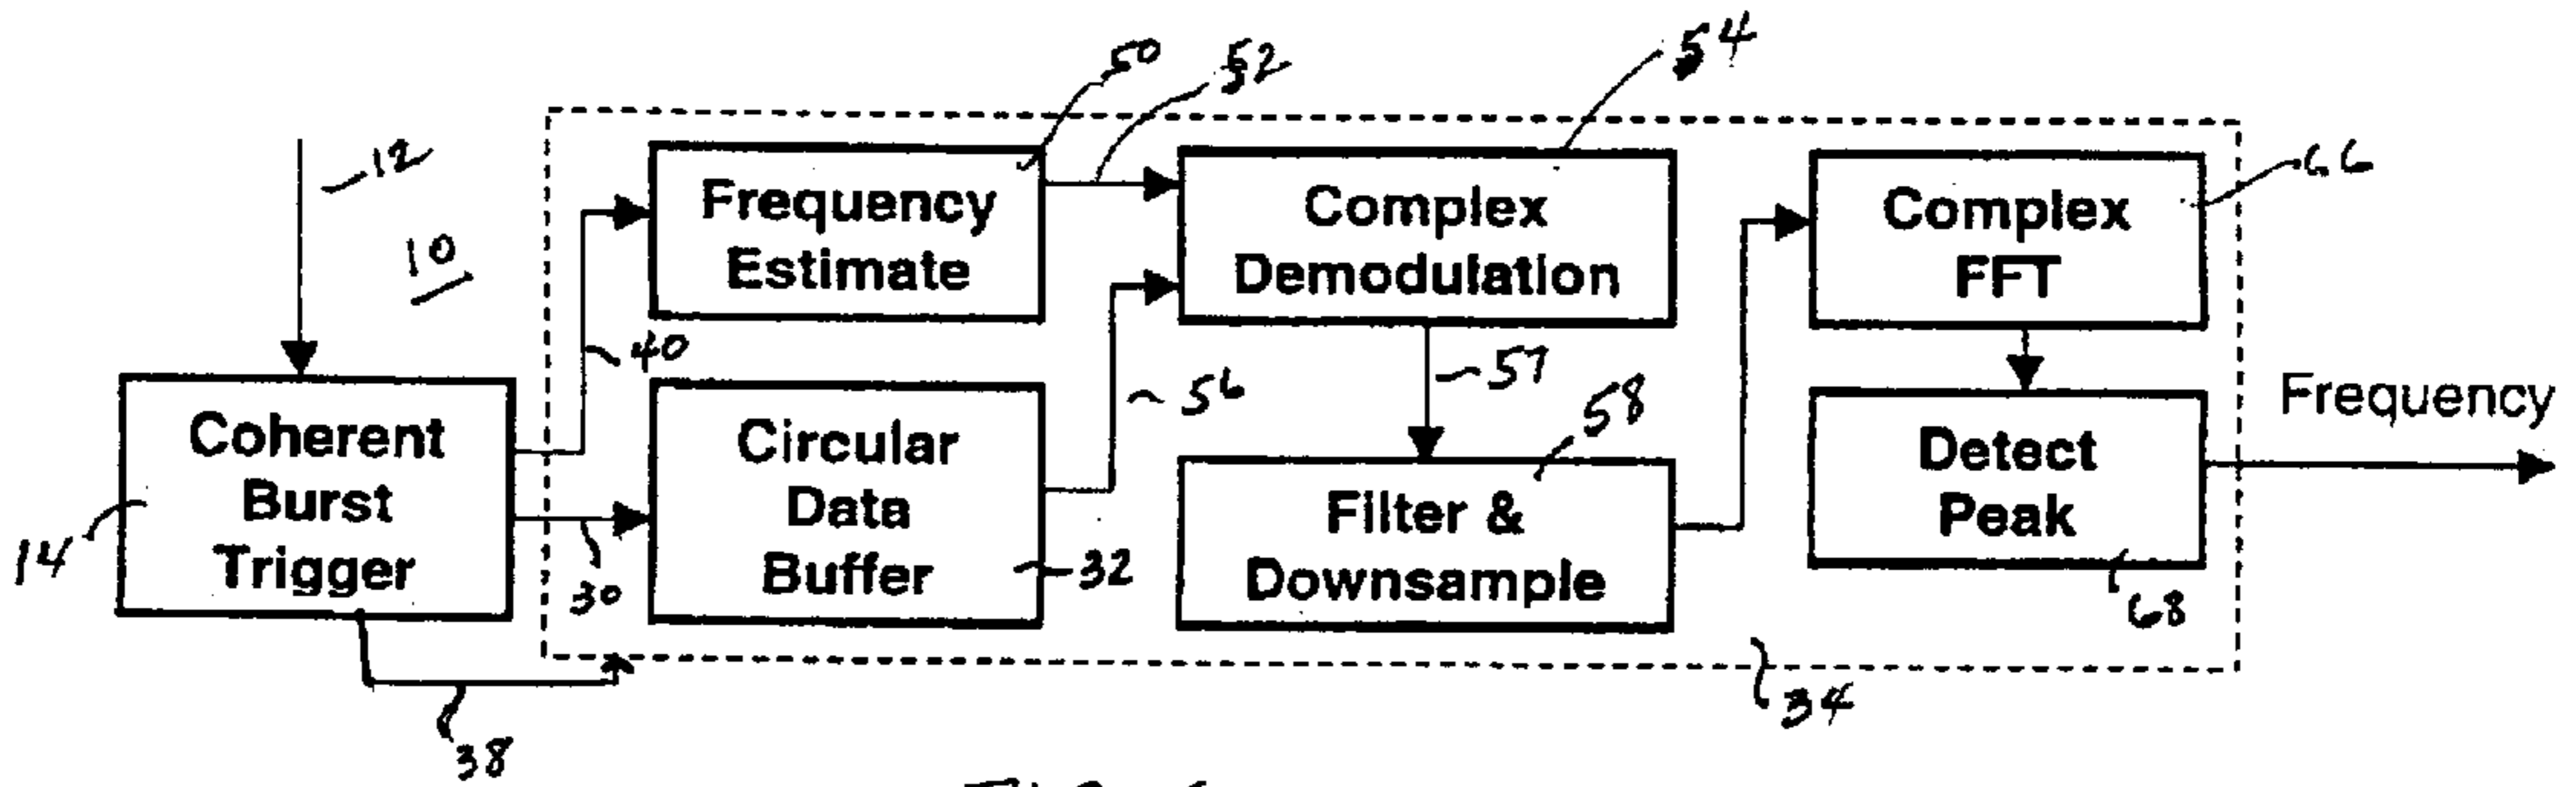 50
52
54
12
10
66
Frequency
Estimate
Complex
Demodulation
Complex
FFT
40
56
57
58
Frequency
Coherent
Burst
Trigger
14
30
Circular
Data
Buffer
32
Filter &
Downsample
Detect
Peak
68
34
38